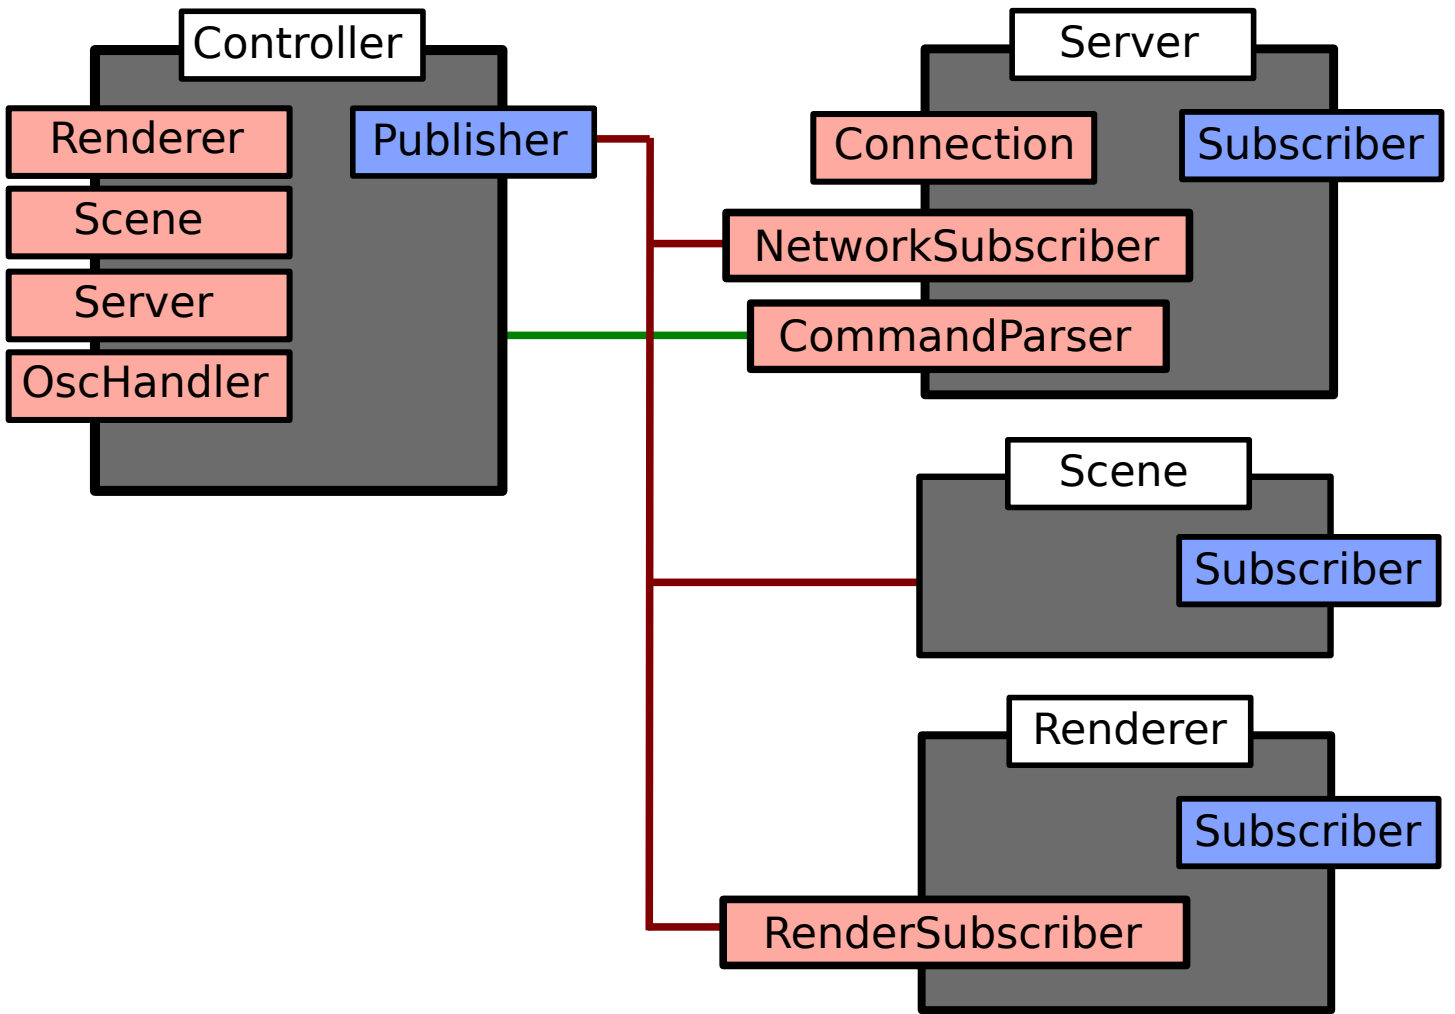 Controller
Renderer
Publisher
Scene
Server
OscHandler
Server
Connection
Subscriber
NetworkSubscriber
CommandParser
Scene
Subscriber
Renderer
Subscriber
RenderSubscriber